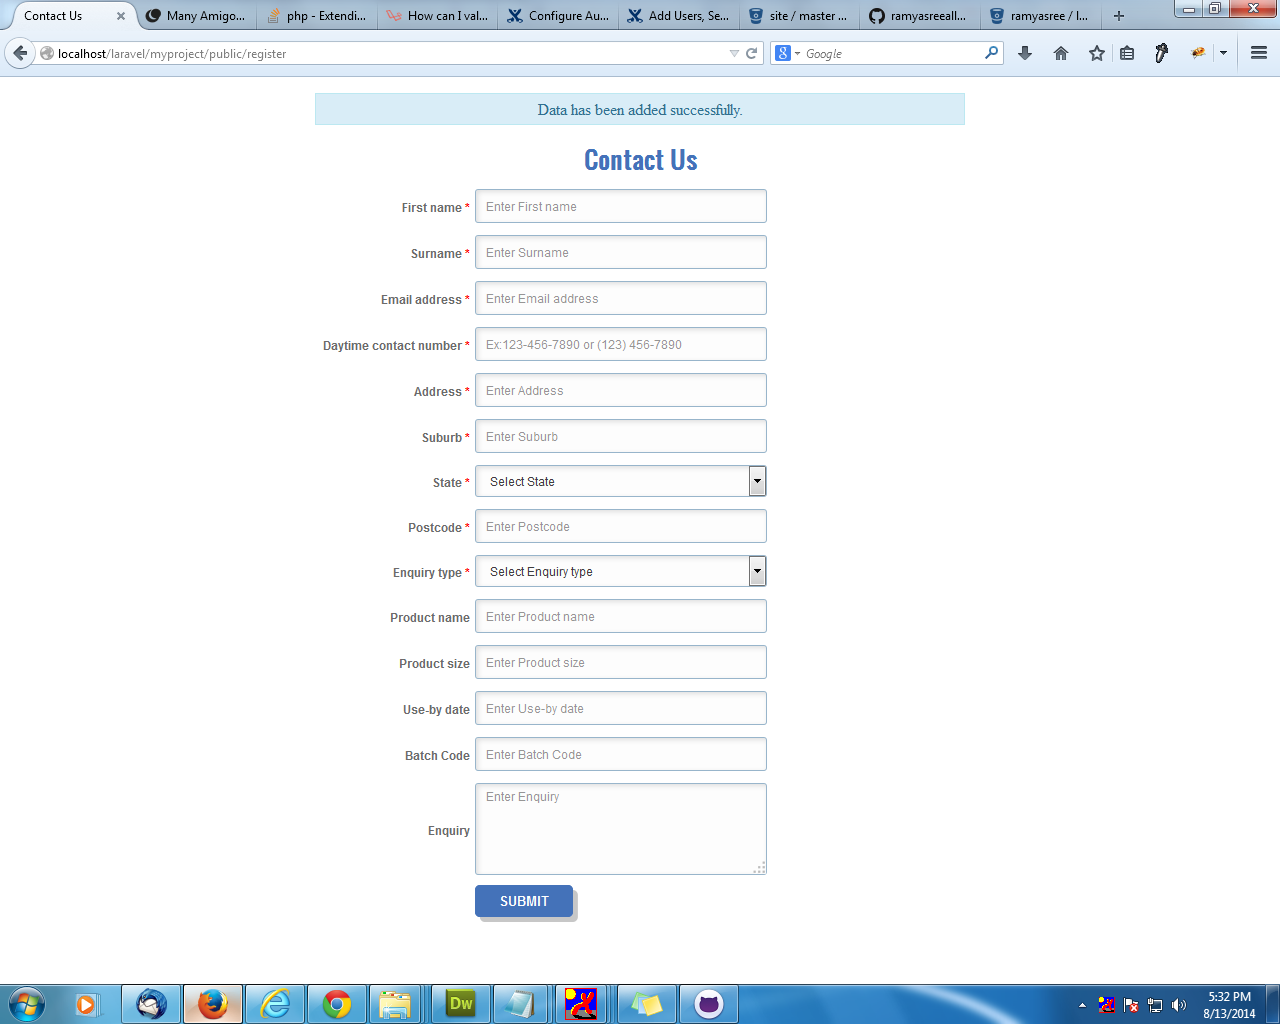 Contact Us
Many Amigo...
php - Extendi...
How can I val...
Configure Au...
Add Users, Se...
site / master ...
ramyasreeall...
ramyasree / l...
localhost/laravel/myproject/public/register
Google
Data has been added successfully.
Contact Us
First name *
Enter First name
Surname *
Enter Surname
Email address *
Enter Email address
Daytime contact number *
Ex:123-456-7890 or (123) 456-7890
Address *
Enter Address
Suburb *
Enter Suburb
State *
Select State
Postcode *
Enter Postcode
Enquiry type *
Select Enquiry type
Product name
Enter Product name
Product size
Enter Product size
Use-by date
Enter Use-by date
Batch Code
Enter Batch Code
Enquiry
Enter Enquiry
SUBMIT
Dw
5:32 PM
8/13/2014